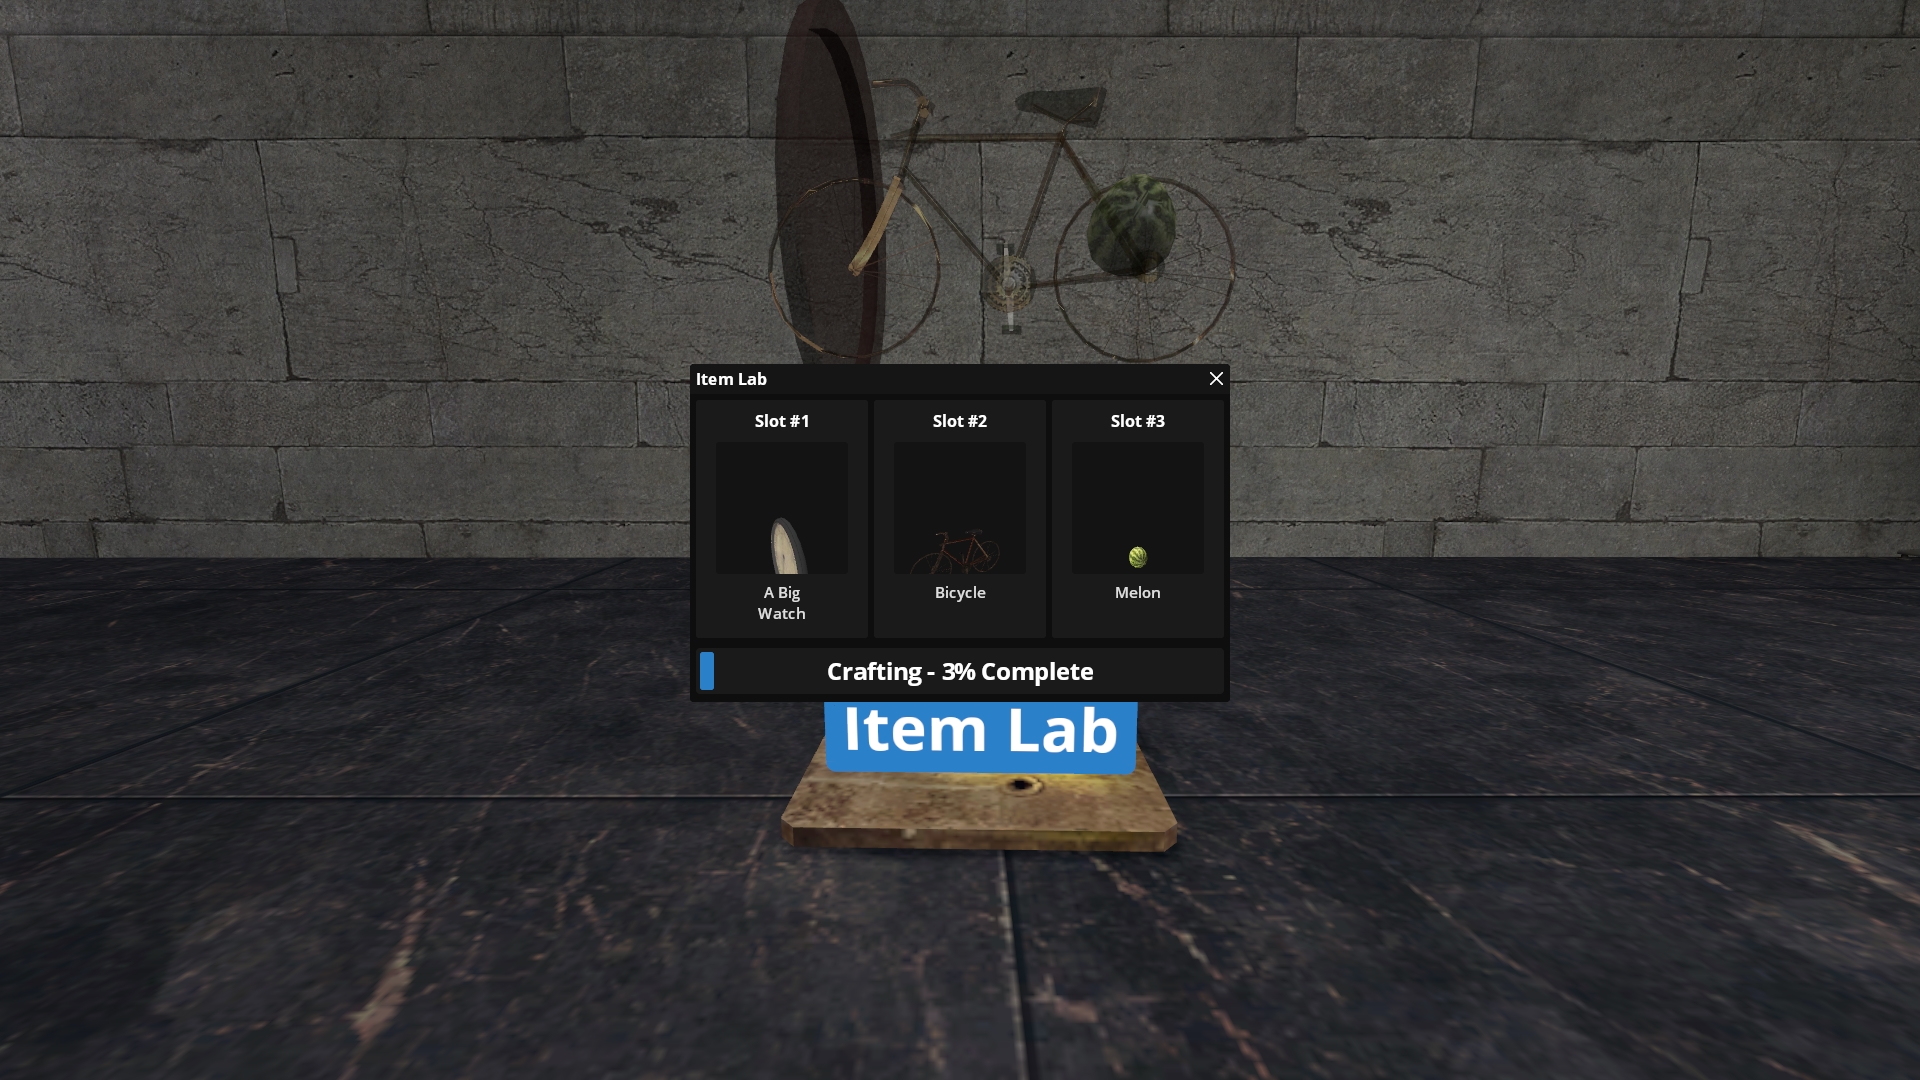 Item Lab
Slot #1
Slot #2
Slot #3
A Big
Watch
Bicycle
Melon
Crafting - 3% Complete
Item Lab